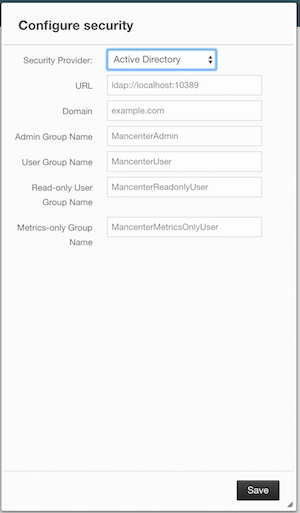 Configure security
Security Provider: Active Directory
URL ldap://localhost:10389
Domain example.com
Admin Group Name MancenterAdmin
User Group Name MancenterUser
Read-only User MancenterReadonlyUser
Group Name
Metrics-only Group MancenterMetricsOnlyUser
Name
Save